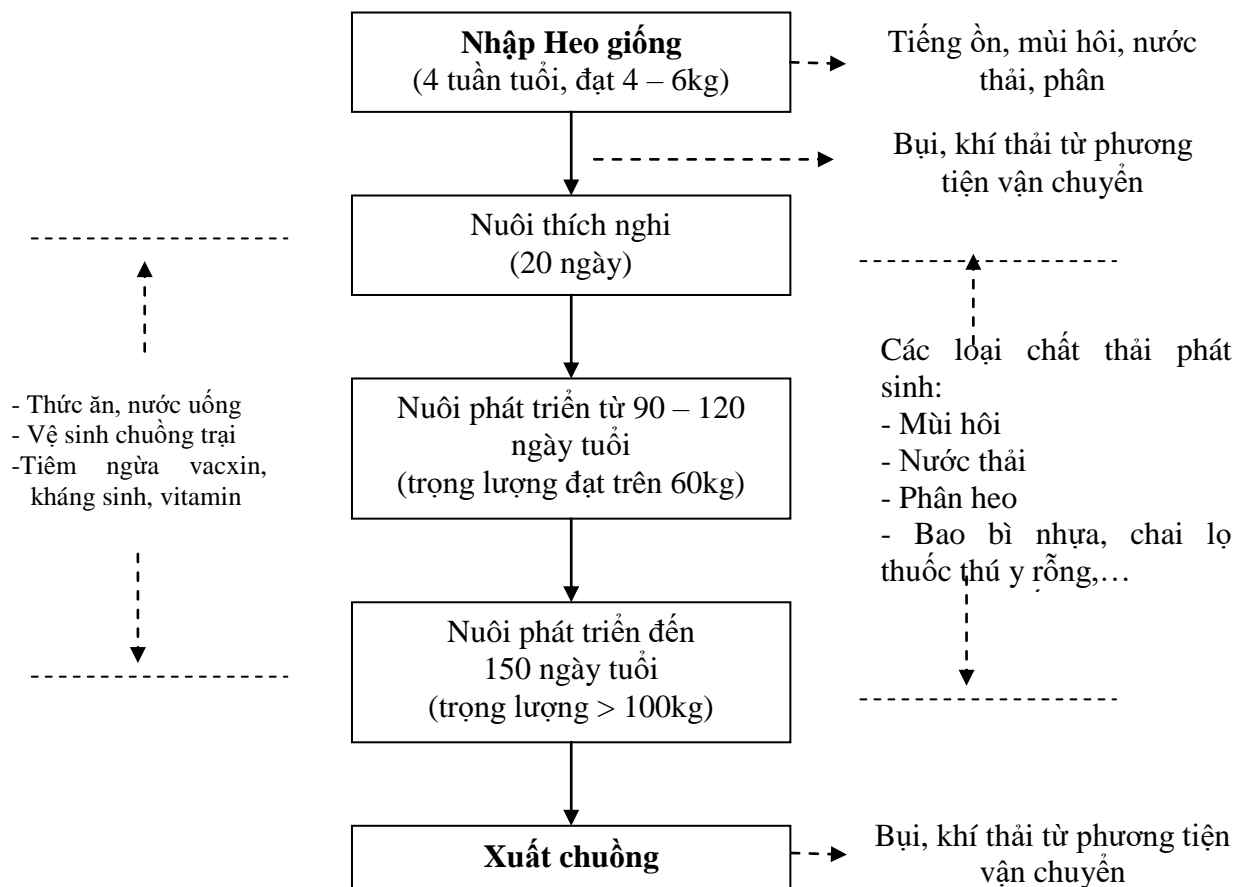 Nhập Heo giống
(4 tuần tuổi, đạt 4 – 6kg)
Tiếng ồn, mùi hôi, nước
thải, phân
Bụi, khí thải từ phương
tiện vận chuyển
Nuôi thích nghi
(20 ngày)
- Thức ăn, nước uống
- Vệ sinh chuồng trại
-Tiêm ngừa vacxin,
kháng sinh, vitamin
Nuôi phát triển từ 90 – 120
ngày tuổi
(trọng lượng đạt trên 60kg)
Các loại chất thải phát
sinh:
- Mùi hôi
- Nước thải
- Phân heo
- Bao bì nhựa, chai lọ
thuốc thú y rỗng,…
Nuôi phát triển đến
150 ngày tuổi
(trọng lượng > 100kg)
Xuất chuồng
Bụi, khí thải từ phương tiện
vận chuyển